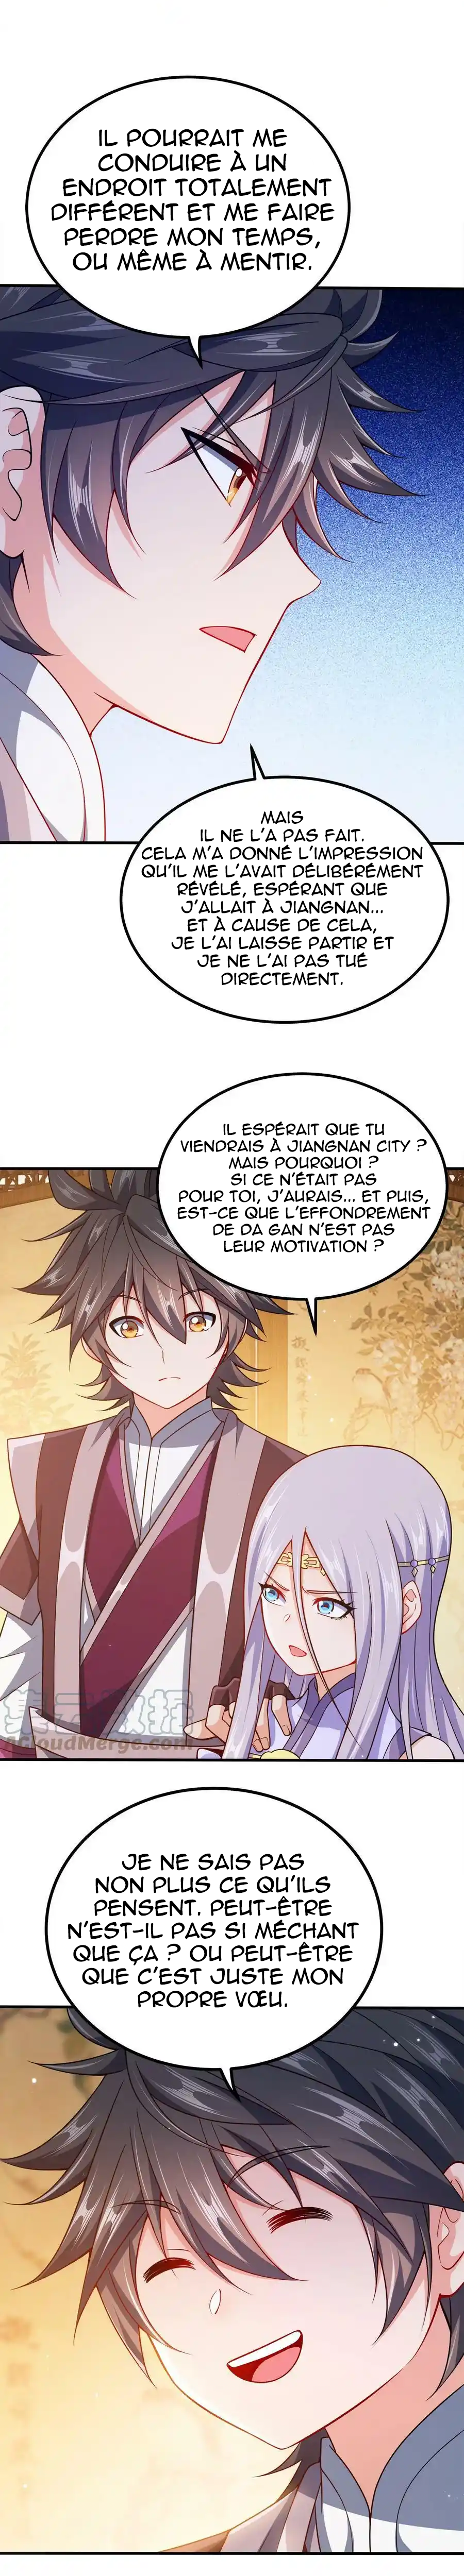 IL POURRAIT ME
CONDUIRE À UN
ENDROIT TOTALEMENT
DIFFÉRENT ET ME FAIRE
PERDRE MON TEMPS,
OU MÊME À MENTIR.
MAIS
IL NE L'A PAS FAIT.
CELA M'A DONNÉ L'IMPRESSION
QU'IL ME L'AVAIT DÉLIBÉRÉMENT
RÉVÉLÉ, ESPÉRANT QUE
J'ALLAIT À JIANGNAN...
ET À CAUSE DE CELA,
JE L'AI LAISSE PARTIR ET
JE NE L'AI PAS TUÉ
DIRECTEMENT.
IL ESPÉRAIT QUE TU
VIENDRAIS À JIANGNAN CITY ?
MAIS POURQUOI ?
SI CE N'ÉTAIT PAS
POUR TOI, J'AURAIS... ET PUIS,
EST-CE QUE L'EFFONDREMENT
DE DA GAN N'EST PAS
LEUR MOTIVATION ?
acloudMerge.com
JE NE SAIS PAS
NON PLUS CE QU'ILS
PENSENT. PEUT-ÊTRE
N'EST-IL PAS SI MÉCHANT
QUE ÇA ? OU PEUT-ÊTRE
QUE C'EST JUSTE MON
PROPRE VŒU.